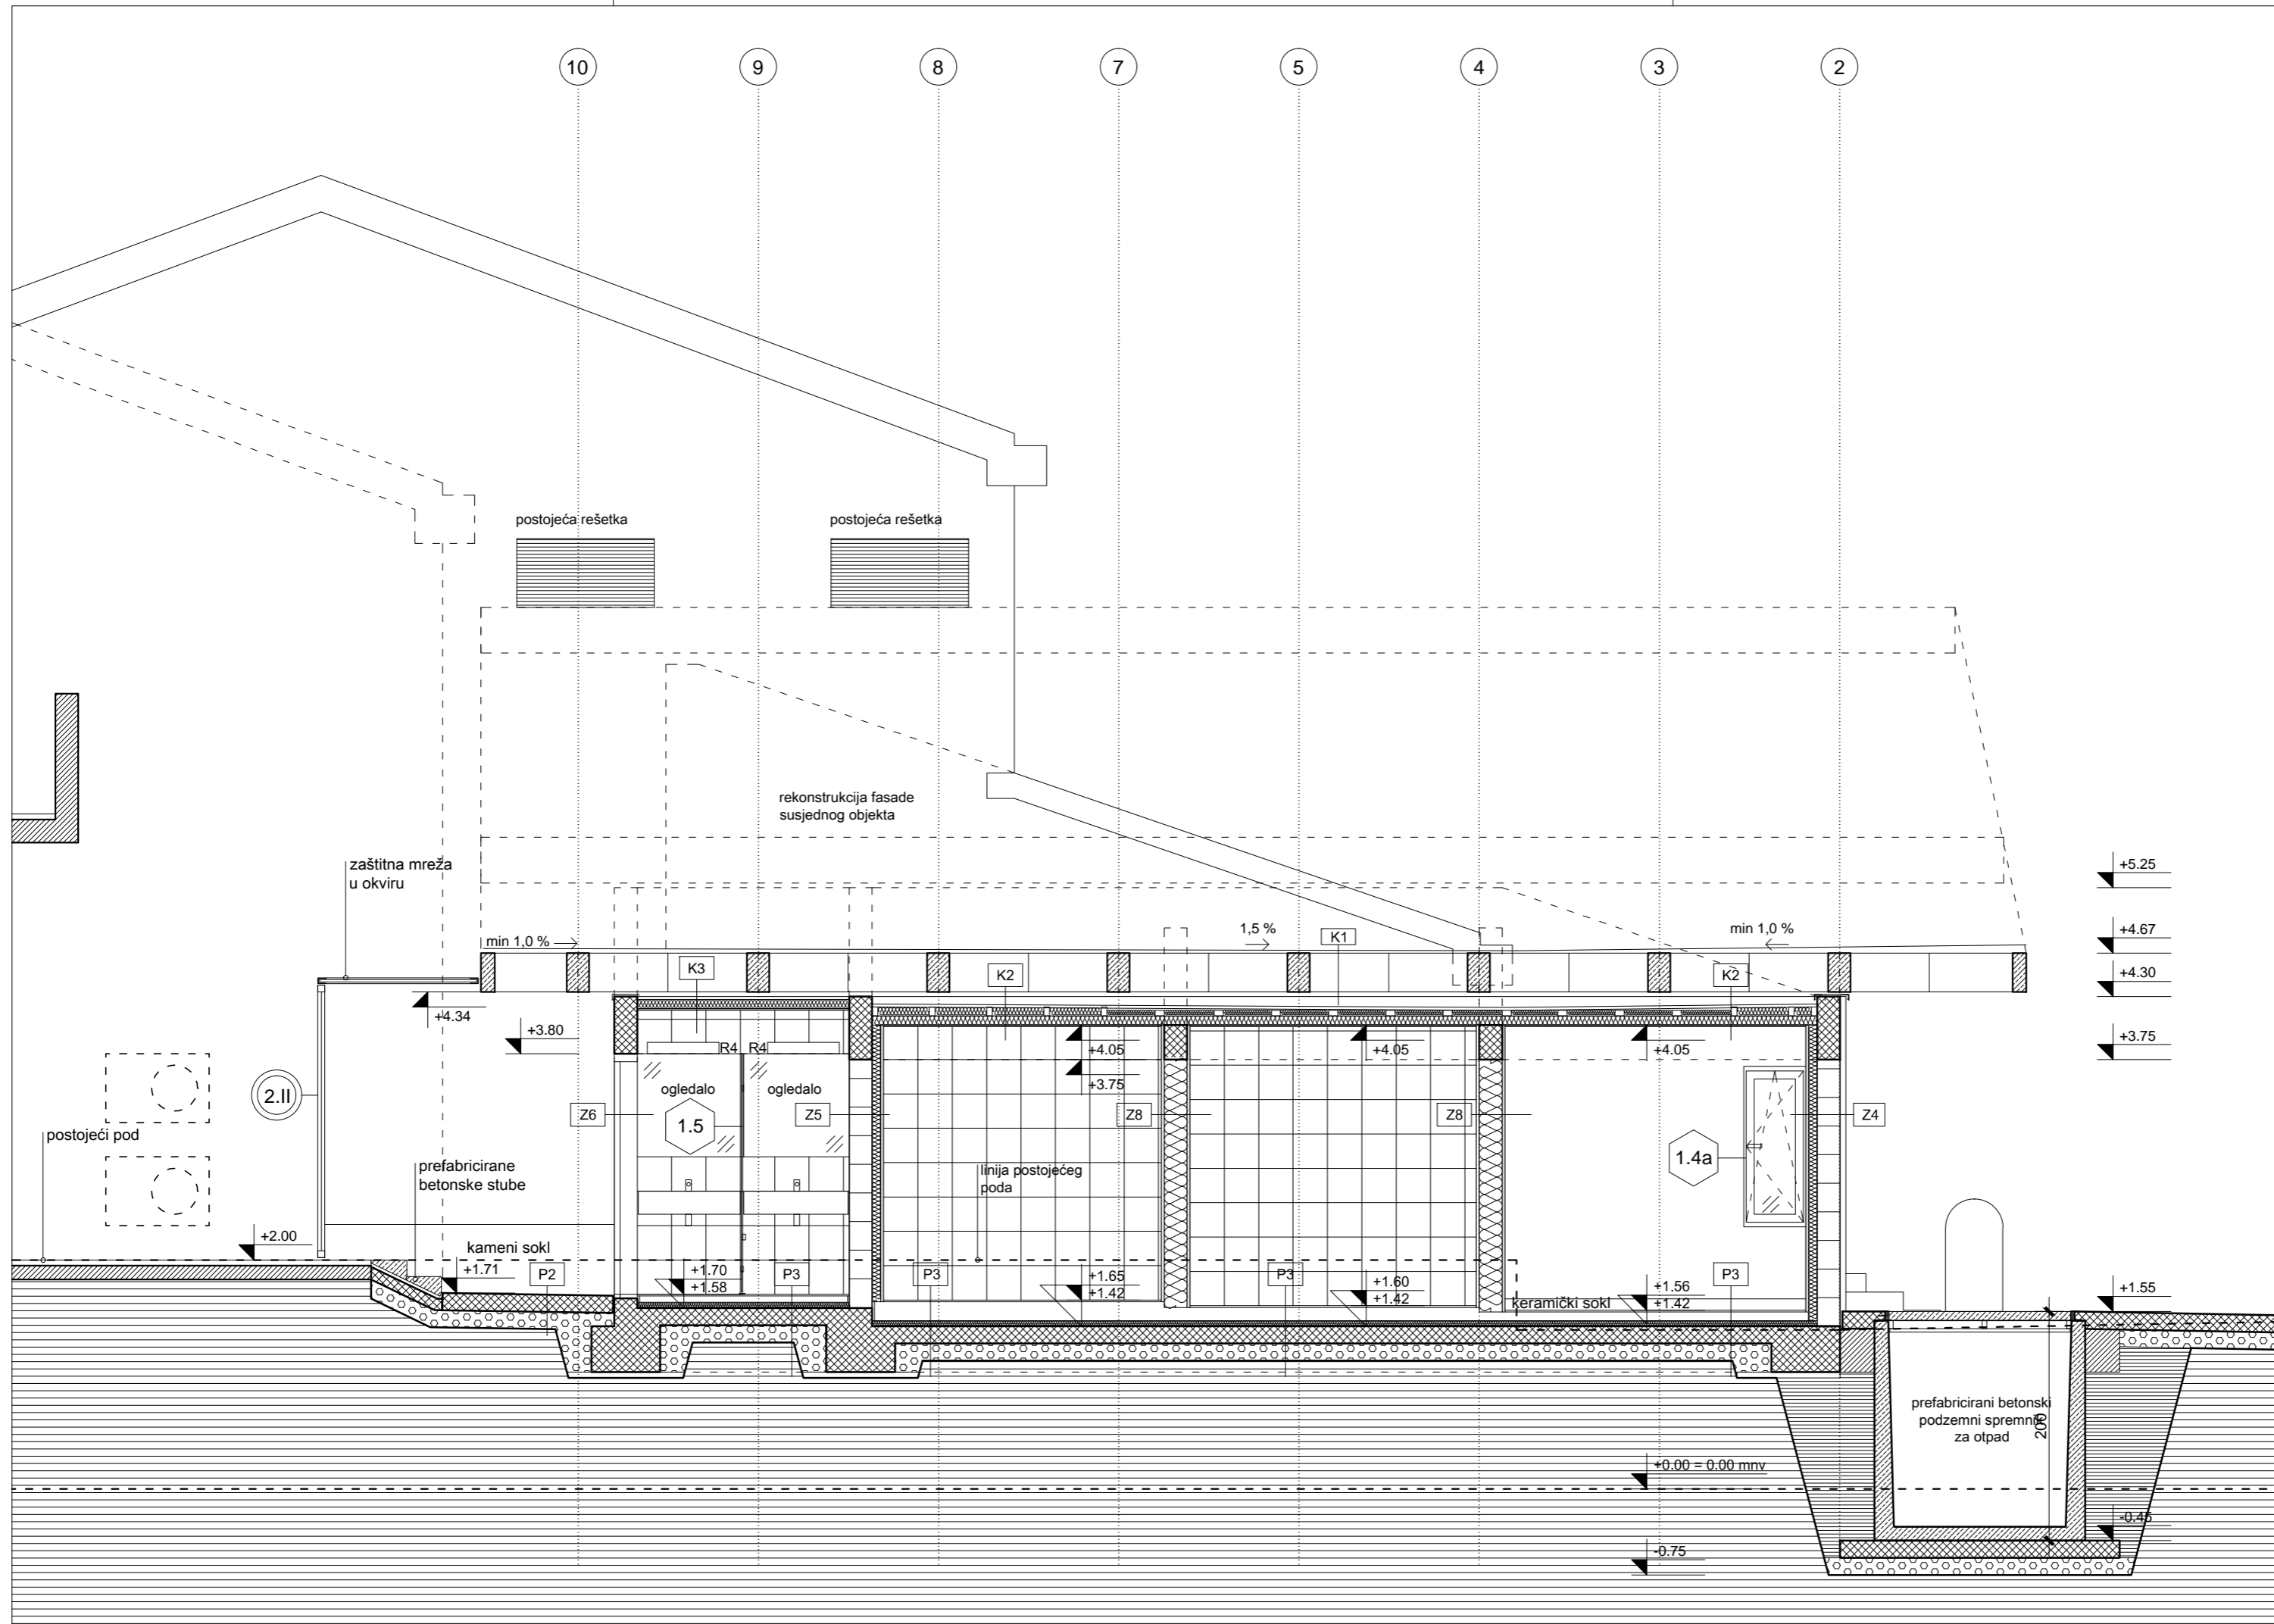 10
9
8
7
5
4
3
2
postojeća rešetka
postojeća rešetka
rekonstrukcija fasade
susjednog objekta
zaštitna mreža
u okviru
+5.25
min 1,0 %
1,5 %
K1
min 1,0 %
+4.67
K3
K2
K2
+4.30
+4.34
+3.80
R4
R4
+4.05
+4.05
+4.05
+3.75
+3.75
2.II
ogledalo
ogledalo
Z6
1.5
Z5
Z8
Z8
Z4
1.4a
postojeći pod
prefabricirane
betonske stube
linija postojećeg
poda
+2.00
kameni sokl
+1.71
P2
+1.70
+1.58
P3
P3
+1.65
+1.42
P3
+1.60
+1.42
keramički sokl
+1.56
+1.42
P3
+1.55
prefabricirani betonski
podzemni spremnik
za otpad
200
+0.00 = 0.00 mnv
-0.45
-0.75